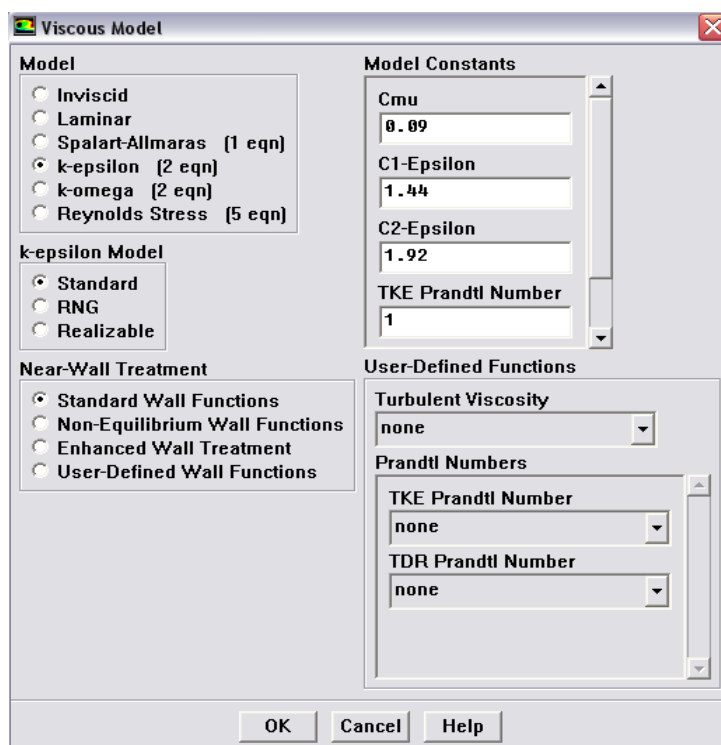 Viscous Model
Model
Inviscid
Laminar
Spalart-Allmaras (1 eqn)
k-epsilon (2 eqn)
k-omega (2 eqn)
Reynolds Stress (5 eqn)
k-epsilon Model
Standard
RNG
Realizable
Near-Wall Treatment
Standard Wall Functions
Non-Equilibrium Wall Functions
Enhanced Wall Treatment
User-Defined Wall Functions
Model Constants
Cmu
0.09
C1-Epsilon
1.44
C2-Epsilon
1.92
TKE Prandtl Number
1
User-Defined Functions
Turbulent Viscosity
none
Prandtl Numbers
TKE Prandtl Number
none
TDR Prandtl Number
none
OK Cancel Help